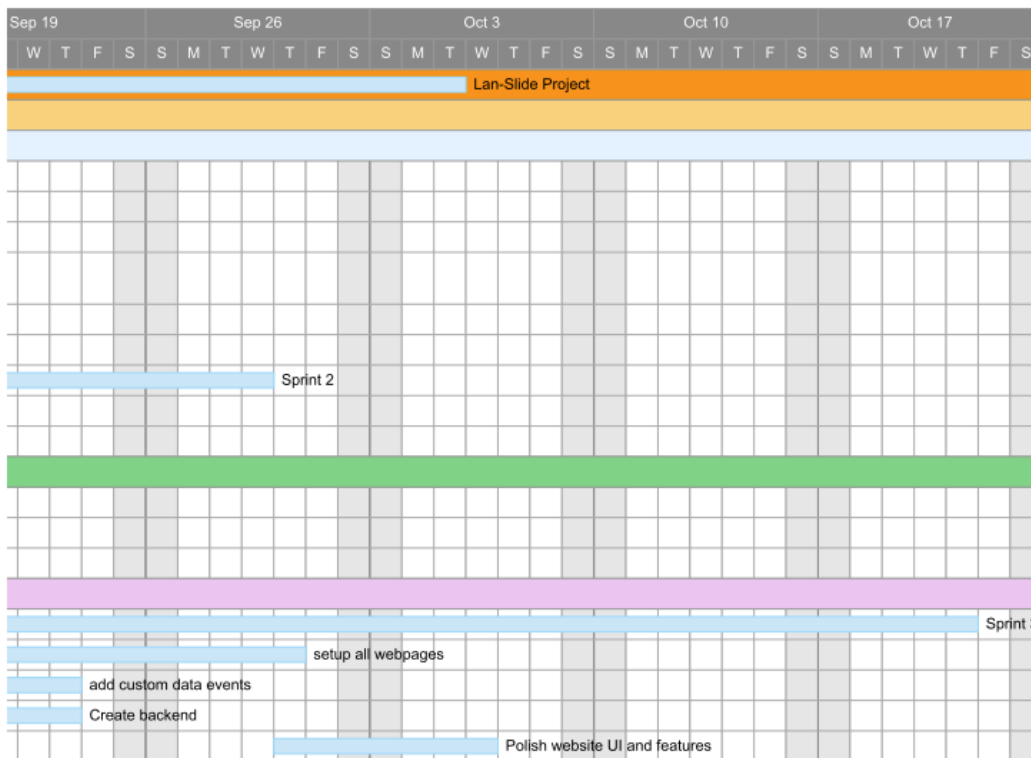 Sep 19 Sep 26 Oct 3 Oct 10 Oct 17
W T F S S M T W T F S S M T W T F S S M T W T F S S M T W T F S
Lan-Slide Project
Sprint 2
Sprint
setup all webpages
add custom data events
Create backend
Polish website UI and features